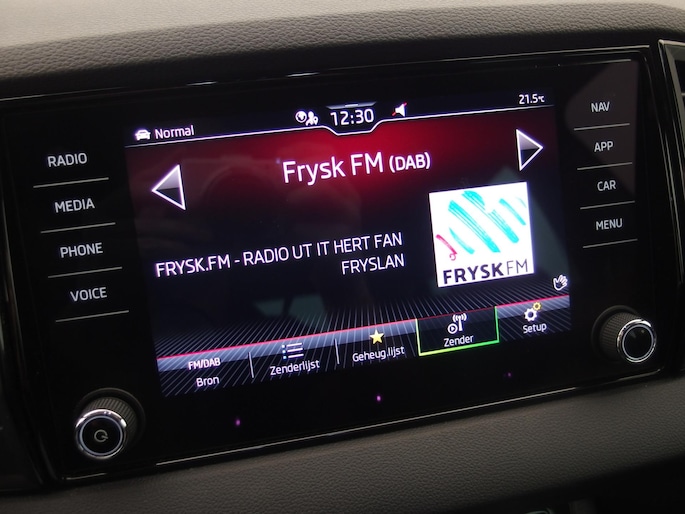 Normal
12:30
21.5°C
RADIO
MEDIA
PHONE
VOICE
Frysk FM (DAB)
FRYSK.FM - RADIO UT IT HERT FAN
FRYSLAN
FRYSKFM
FM/DAB
Bron
Zenderlijst
Geheug.lijst
Zender
Setup
NAV
APP
CAR
MENU